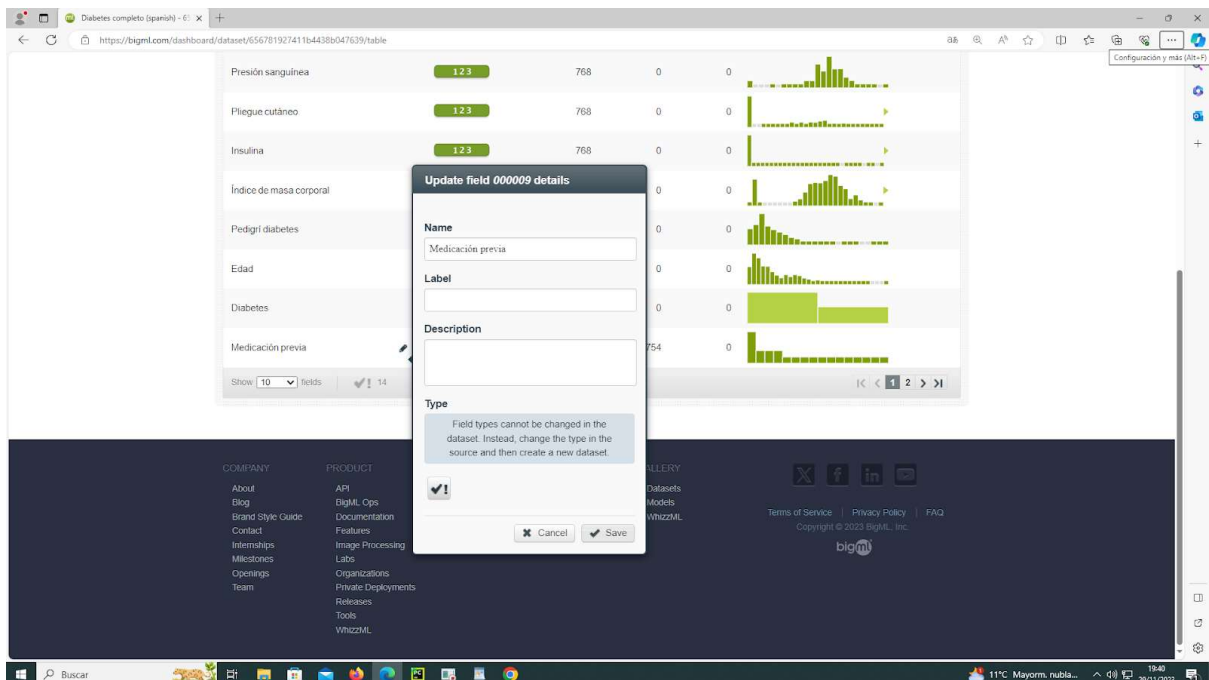 Diabetes completo (spanish) - 6
https://bigml.com/dashboard/dataset/656781927411b4438b047639/table
Configuración y más (Alt+F)
Presión sanguínea 123 768 0 0
Pliegue cutáneo 123 768 0 0
Insulina 123 768 0 0
Índice de masa corporal 0 0
Pedigrí diabetes 0 0
Edad 0 0
Diabetes 0 0
Medicación previa 754 0
Show 10 fields 14 1 2
Update field 000009 details
Name
Medicación previa
Label
Description
Type
Field types cannot be changed in the
dataset. Instead, change the type in the
source and then create a new dataset.
Cancel Save
COMPANY
About
Blog
Brand Style Guide
Contact
Internships
Milestones
Openings
Team
PRODUCT
API
BigML Ops
Documentation
Features
Image Processing
Labs
Organizations
Private Deployments
Releases
Tools
WhizzML
ALLERY
Datasets
Models
WhizzML
Terms of Service | Privacy Policy | FAQ
Copyright © 2023 BigML, Inc.
bigml
Buscar
11°C Mayorm. nubla...
19:40